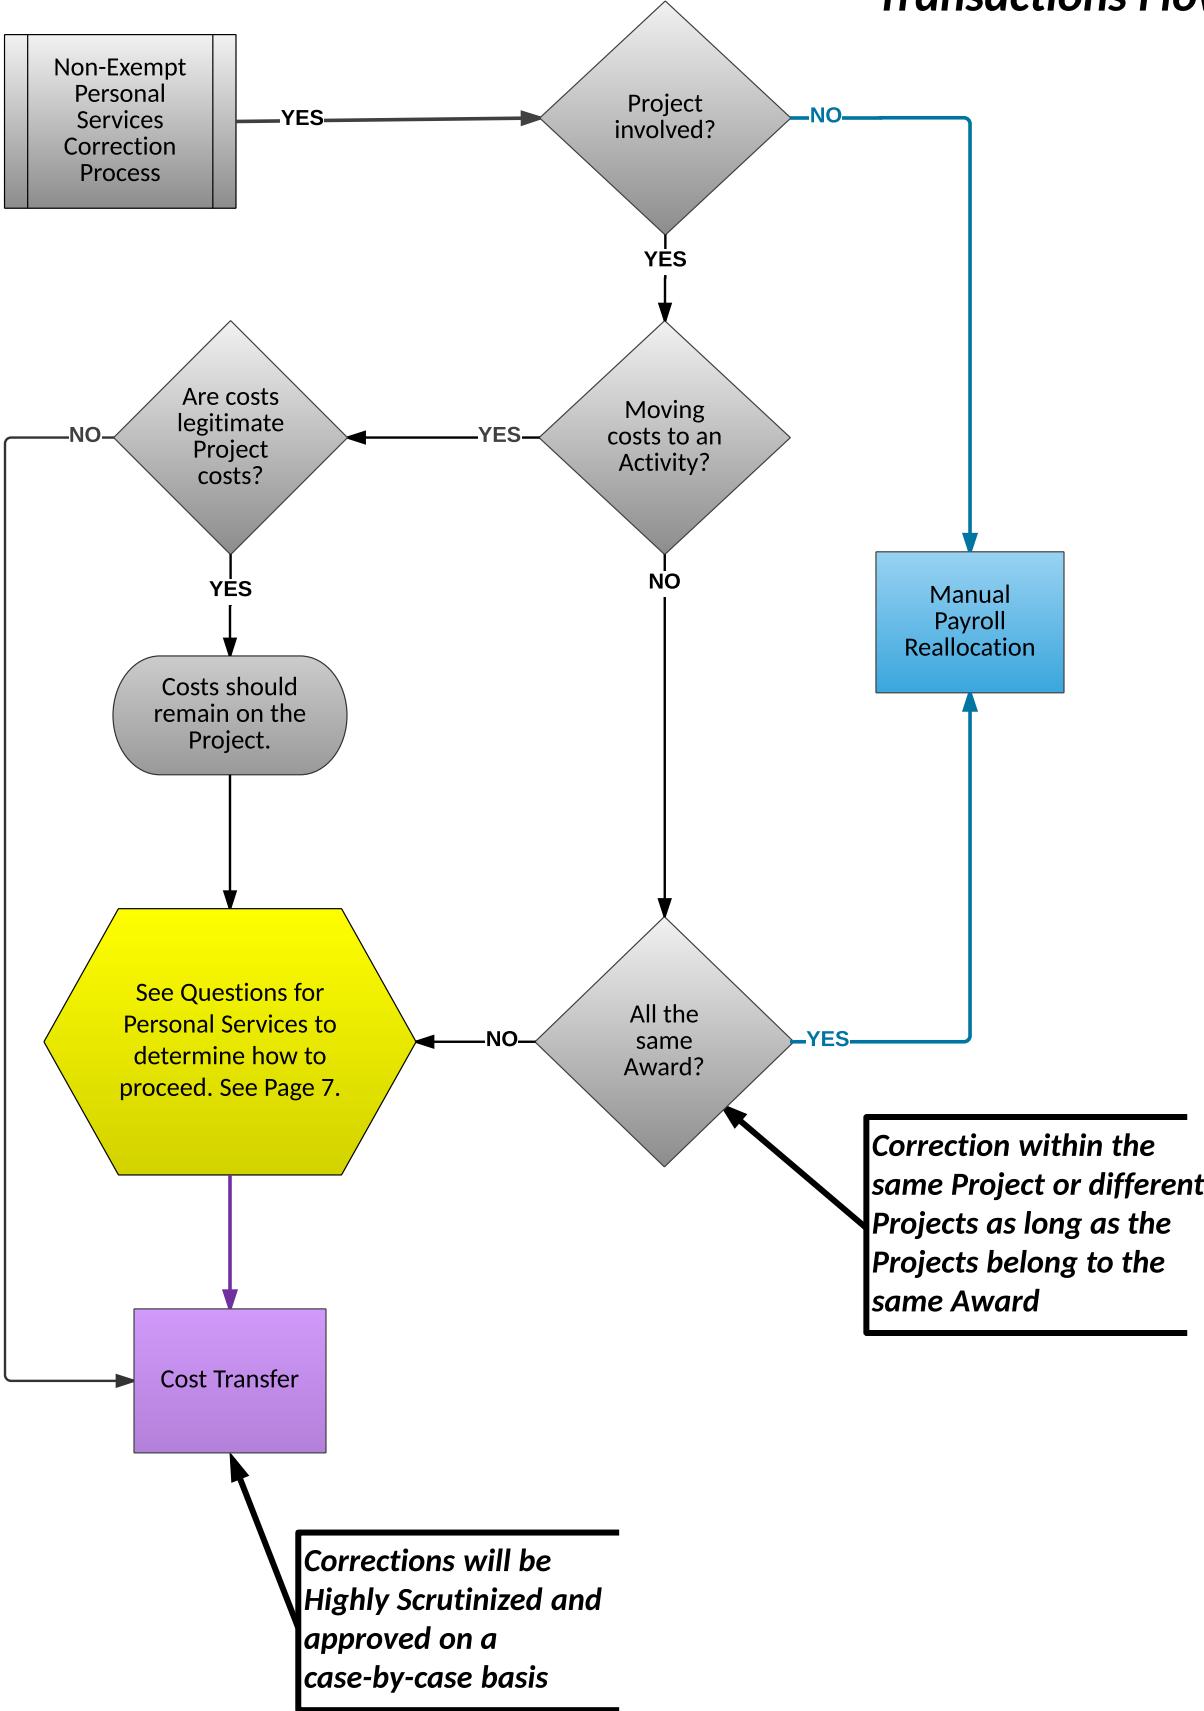 Transactions
Non-Exempt
Personal
Services
Correction
Process
YES
Project
involved?
NO
YES
Are costs
legitimate
Project
costs?
NO
YES
Moving
costs to an
Activity?
YES
NO
Manual
Payroll
Reallocation
Costs should
remain on the
Project.
See Questions for
Personal Services to
determine how to
proceed. See Page 7.
NO
All the
same
Award?
YES
Correction within the
same Project or different
Projects as long as the
Projects belong to the
same Award
Cost Transfer
Corrections will be
Highly Scrutinized and
approved on a
case-by-case basis